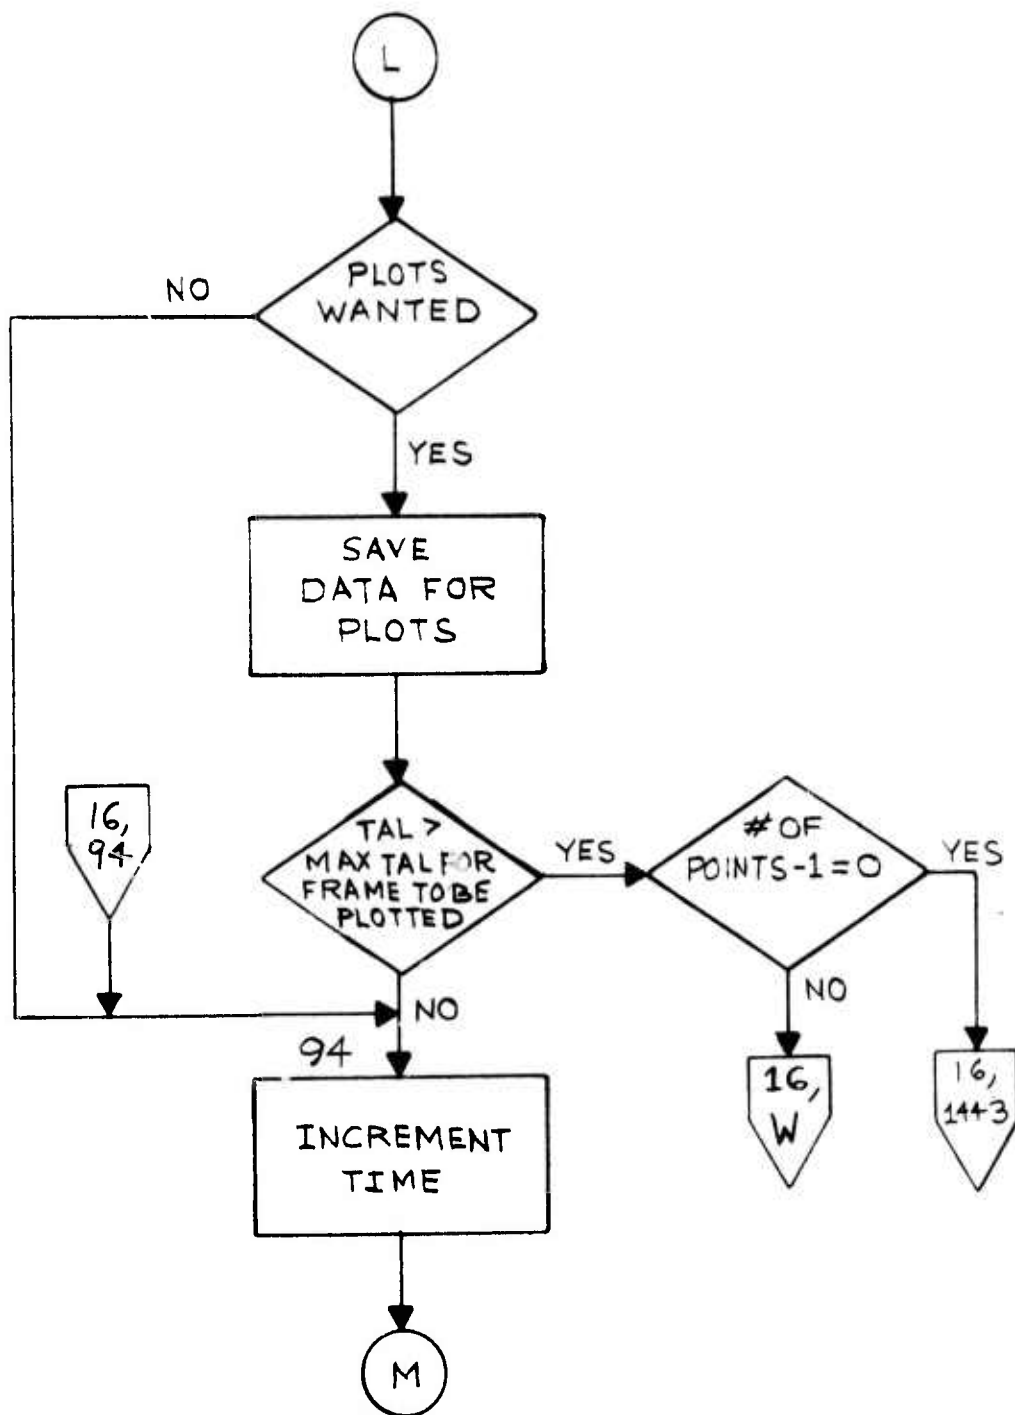 L
PLOTS
WANTED
NO
YES
SAVE
DATA FOR
PLOTS
16,
94
TAL >
MAX TAL FOR
FRAME TO BE
PLOTTED
YES
# OF
POINTS-1=0
YES
NO
NO
94
16,
W
16,
1443
INCREMENT
TIME
M